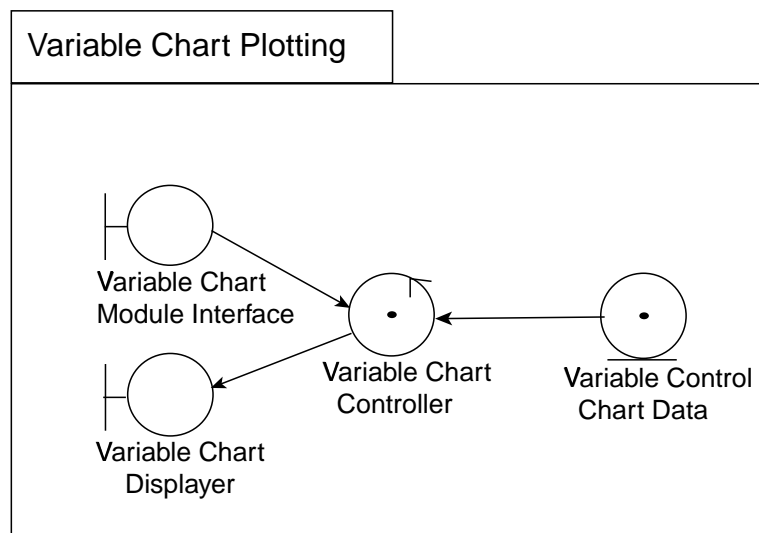 Variable Chart Plotting
Variable Chart
Module Interface
Variable Chart
Controller
Variable Control
Chart Data
Variable Chart
Displayer